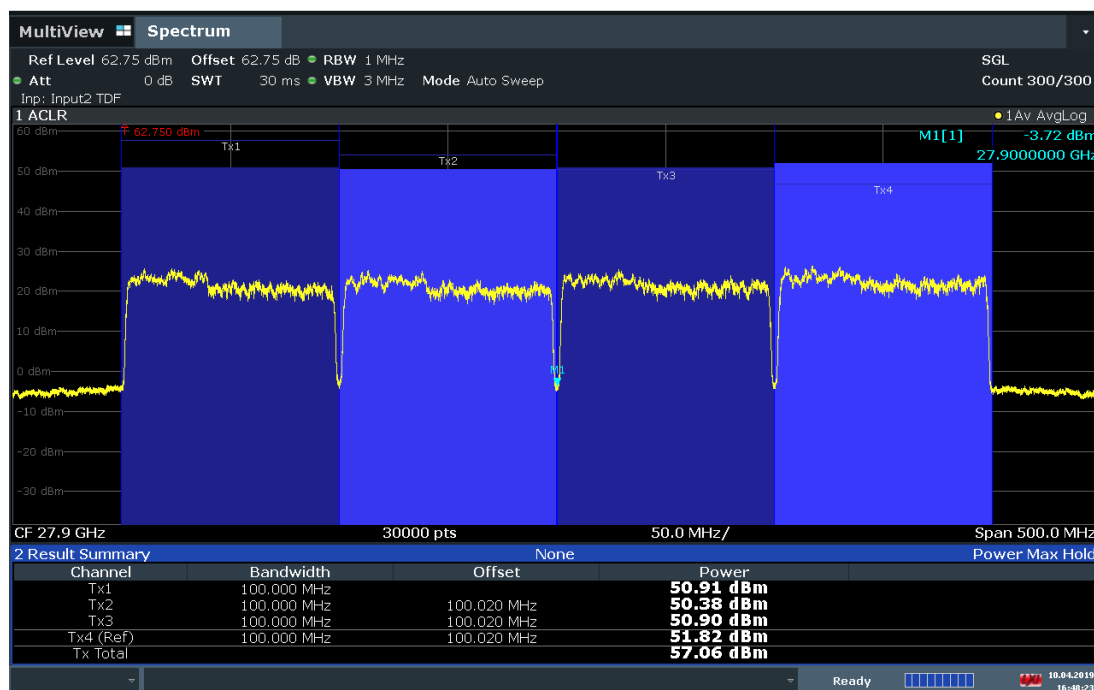 MultiView Spectrum
Ref Level 62.75 dBm Offset 62.75 dB RBW 1 MHz SGL
Att 0 dB SWT 30 ms VBW 3 MHz Mode Auto Sweep Count 300/300
Inp: Input2 TDF
1 ACLR 1Av AvgLog
60 dBm T 62.750 dBm M1[1] -3.72 dBm
Tx1
27.9000000 GHz
Tx2
50 dBm
Tx3
Tx4
40 dBm
30 dBm
20 dBm
10 dBm
0 dBm M1
-10 dBm
-20 dBm
-30 dBm
CF 27.9 GHz 30000 pts 50.0 MHz/ Span 500.0 MHz
2 Result Summary None Power Max Hold
Channel Bandwidth Offset Power
Tx1 100.000 MHz 50.91 dBm
Tx2 100.000 MHz 100.020 MHz 50.38 dBm
Tx3 100.000 MHz 100.020 MHz 50.90 dBm
Tx4 (Ref) 100.000 MHz 100.020 MHz 51.82 dBm
Tx Total 57.06 dBm
Ready 10.04.2019
16:48:23